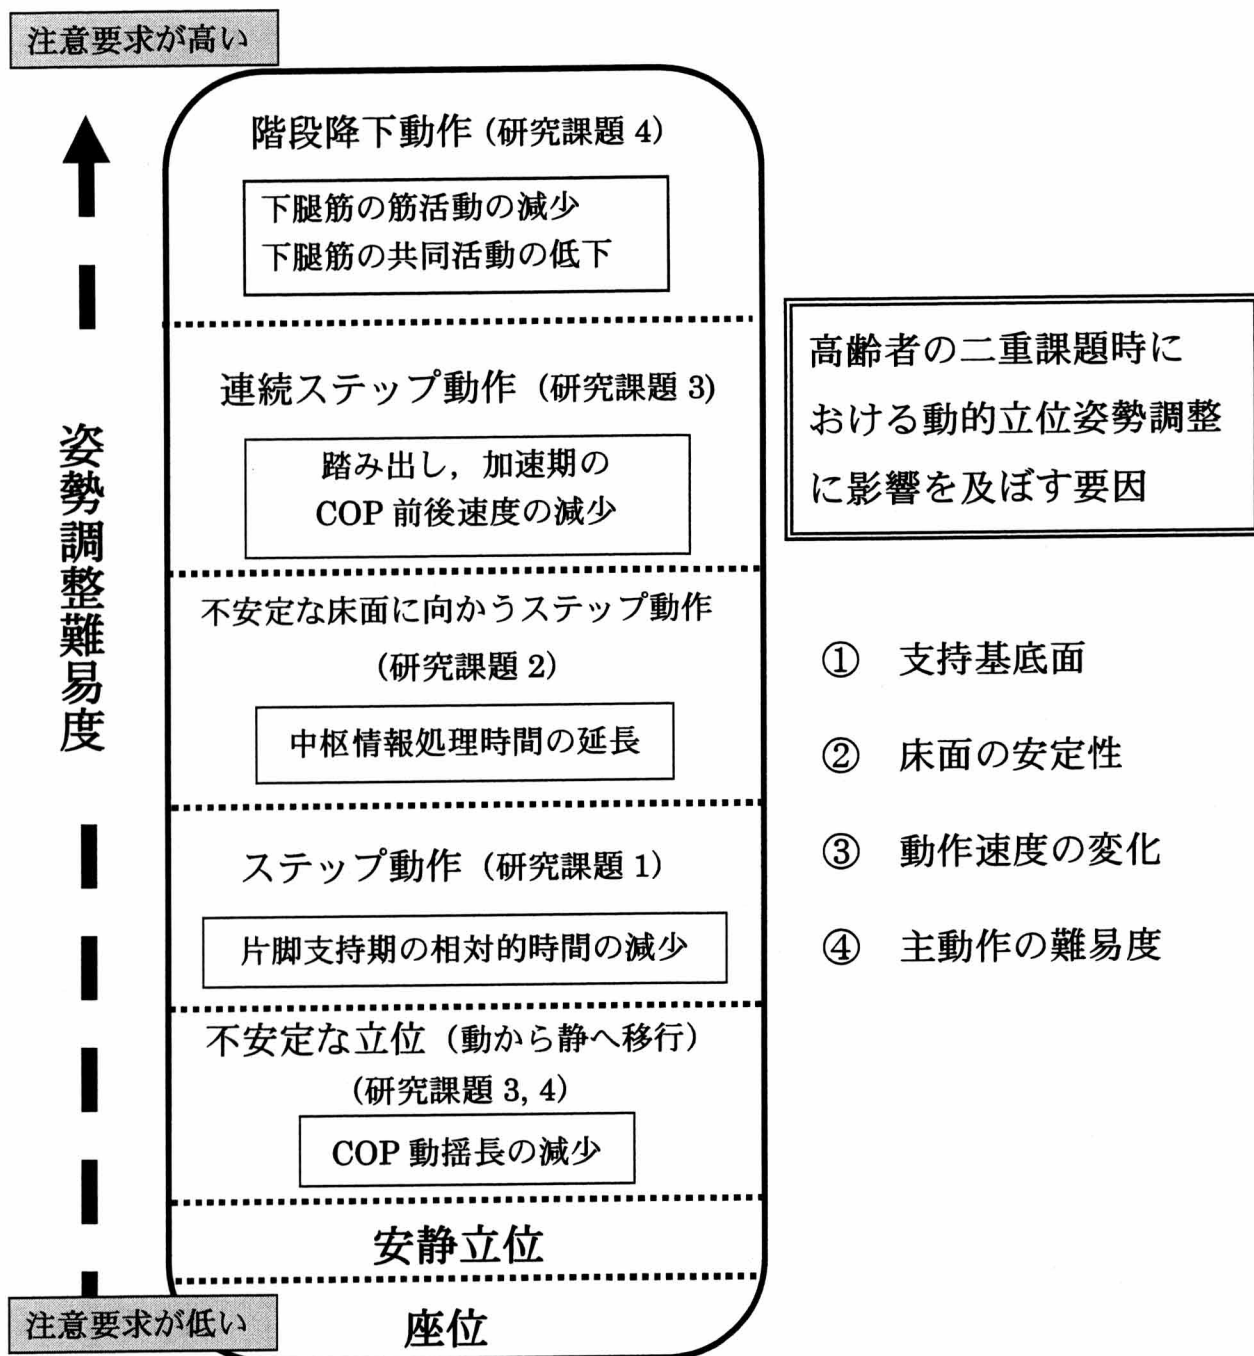 注意要求が高い
階段降下動作 (研究課題 4)
下腿筋の筋活動の減少
下腿筋の共同活動の低下
連続ステップ動作 (研究課題 3)
踏み出し，加速期の
COP 前後速度の減少
不安定な床面に向かうステップ動作
(研究課題 2)
中枢情報処理時間の延長
ステップ動作 (研究課題 1)
片脚支持期の相対的時間の減少
不安定な立位 (動から静へ移行)
(研究課題 3, 4)
COP 動揺長の減少
安静立位
座位
姿勢調整難易度
注意要求が低い
高齢者の二重課題時に
おける動的立位姿勢調整
に影響を及ぼす要因
① 支持基底面
② 床面の安定性
③ 動作速度の変化
④ 主動作の難易度